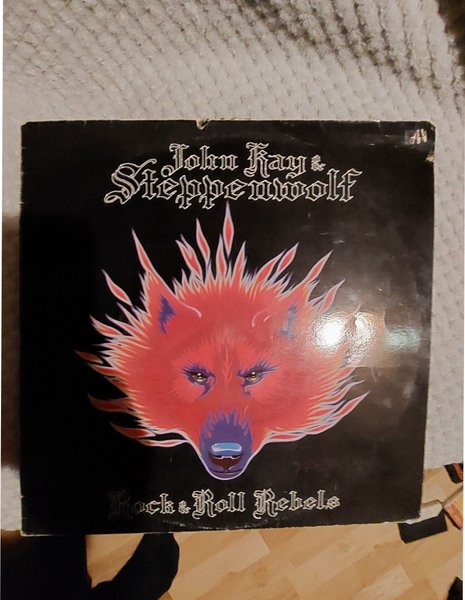 John Kay &
Steppenwolf
Rock & Roll Rebels